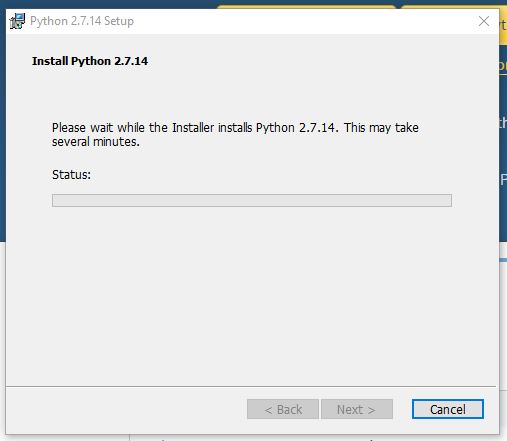 Python 2.7.14 Setup
Install Python 2.7.14
Please wait while the Installer installs Python 2.7.14. This may take
several minutes.
Status:
< Back
Next >
Cancel